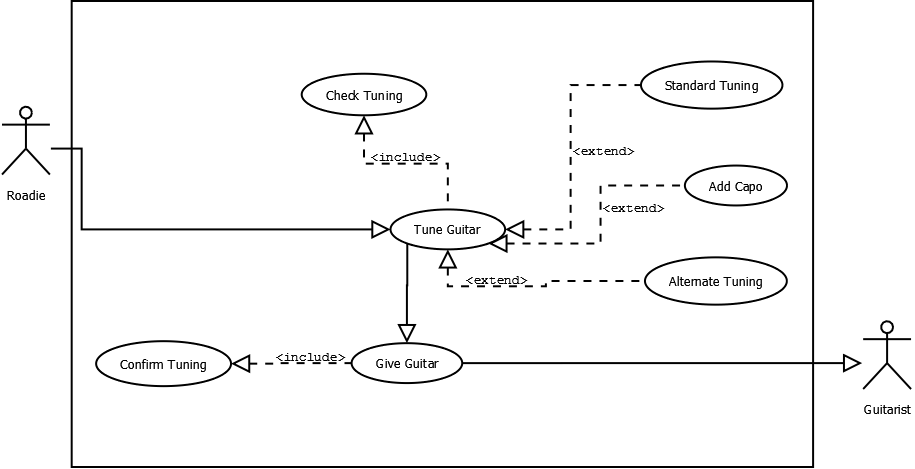 Standard Tuning
Check Tuning
<extend>
<include>
Add Capo
Roadie
<extend>
Tune Guitar
<extend>
Alternate Tuning
<include>
Confirm Tuning
Give Guitar
Guitarist